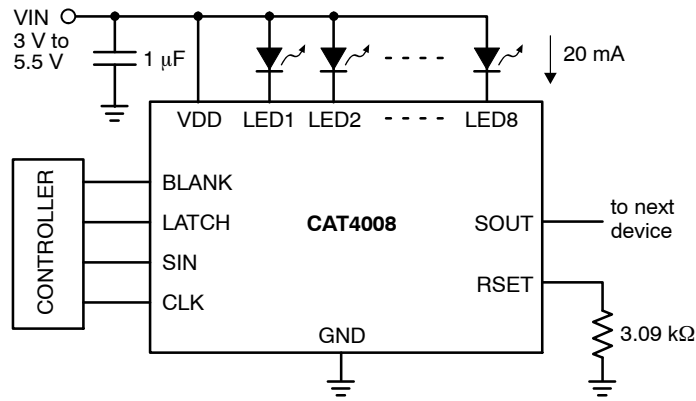 VIN
3 V to
5.5 V
1 μF
20 mA
VDD LED1 LED2 LED8
CONTROLLER
BLANK
LATCH
SIN
CLK
CAT4008
SOUT
to next
device
RSET
GND
3.09 kΩ